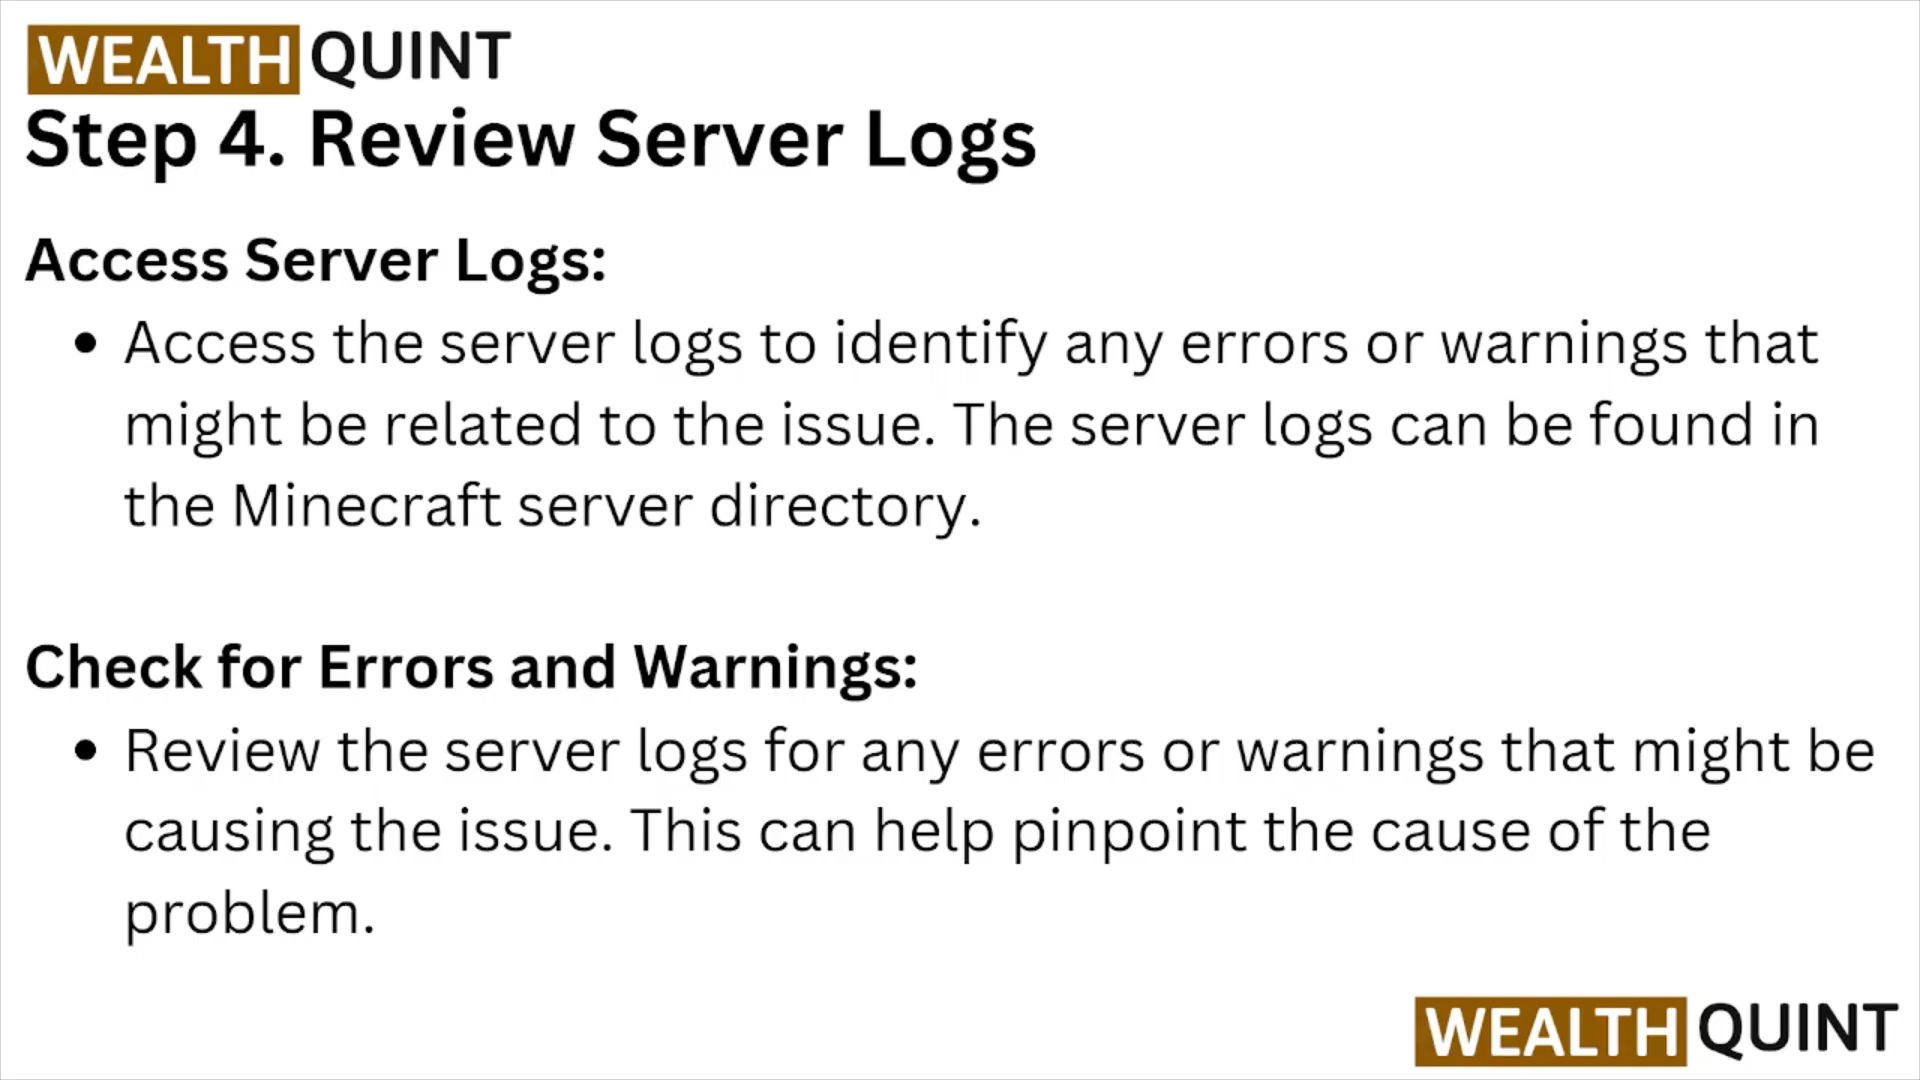 WEALTH QUINT
Step 4. Review Server Logs
Access Server Logs:
• Access the server logs to identify any errors or warnings that
might be related to the issue. The server logs can be found in
the Minecraft server directory.
Check for Errors and Warnings:
• Review the server logs for any errors or warnings that might be
causing the issue. This can help pinpoint the cause of the
problem.
WEALTH QUINT